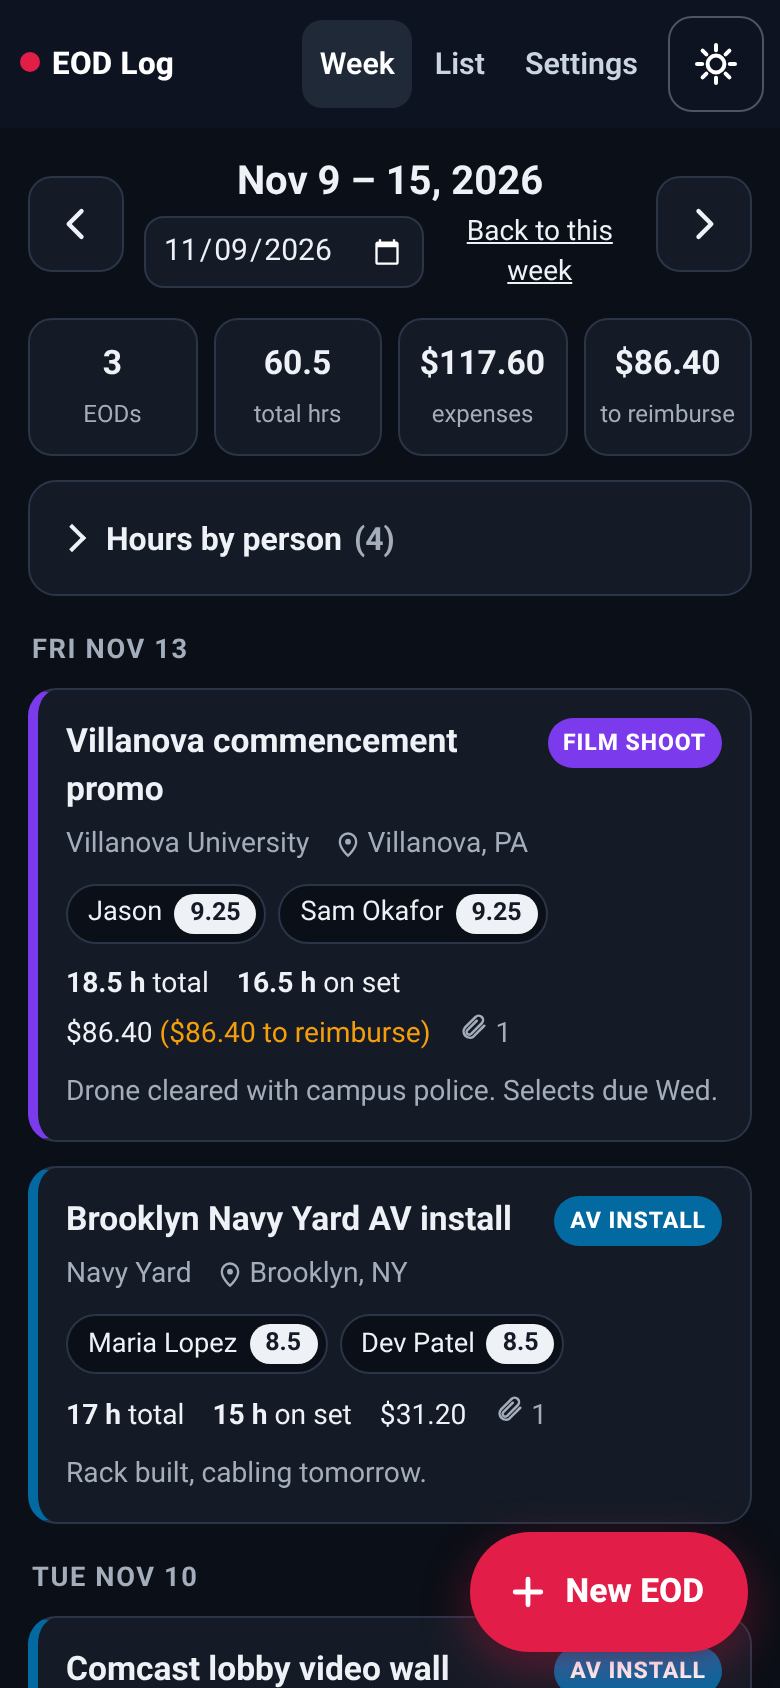 EOD Log
Week
List
Settings
Nov 9 – 15, 2026
11/09/2026
Back to this
week
3
EODs
60.5
total hrs
$117.60
expenses
$86.40
to reimburse
Hours by person (4)
FRI NOV 13
Villanova commencement
promo
FILM SHOOT
Villanova University Villanova, PA
Jason 9.25 Sam Okafor 9.25
18.5 h total 16.5 h on set
$86.40 ($86.40 to reimburse) 1
Drone cleared with campus police. Selects due Wed.
Brooklyn Navy Yard AV install
AV INSTALL
Navy Yard Brooklyn, NY
Maria Lopez 8.5 Dev Patel 8.5
17 h total 15 h on set $31.20 1
Rack built, cabling tomorrow.
TUE NOV 10
+ New EOD
Comcast lobby video wall
AV INSTALL